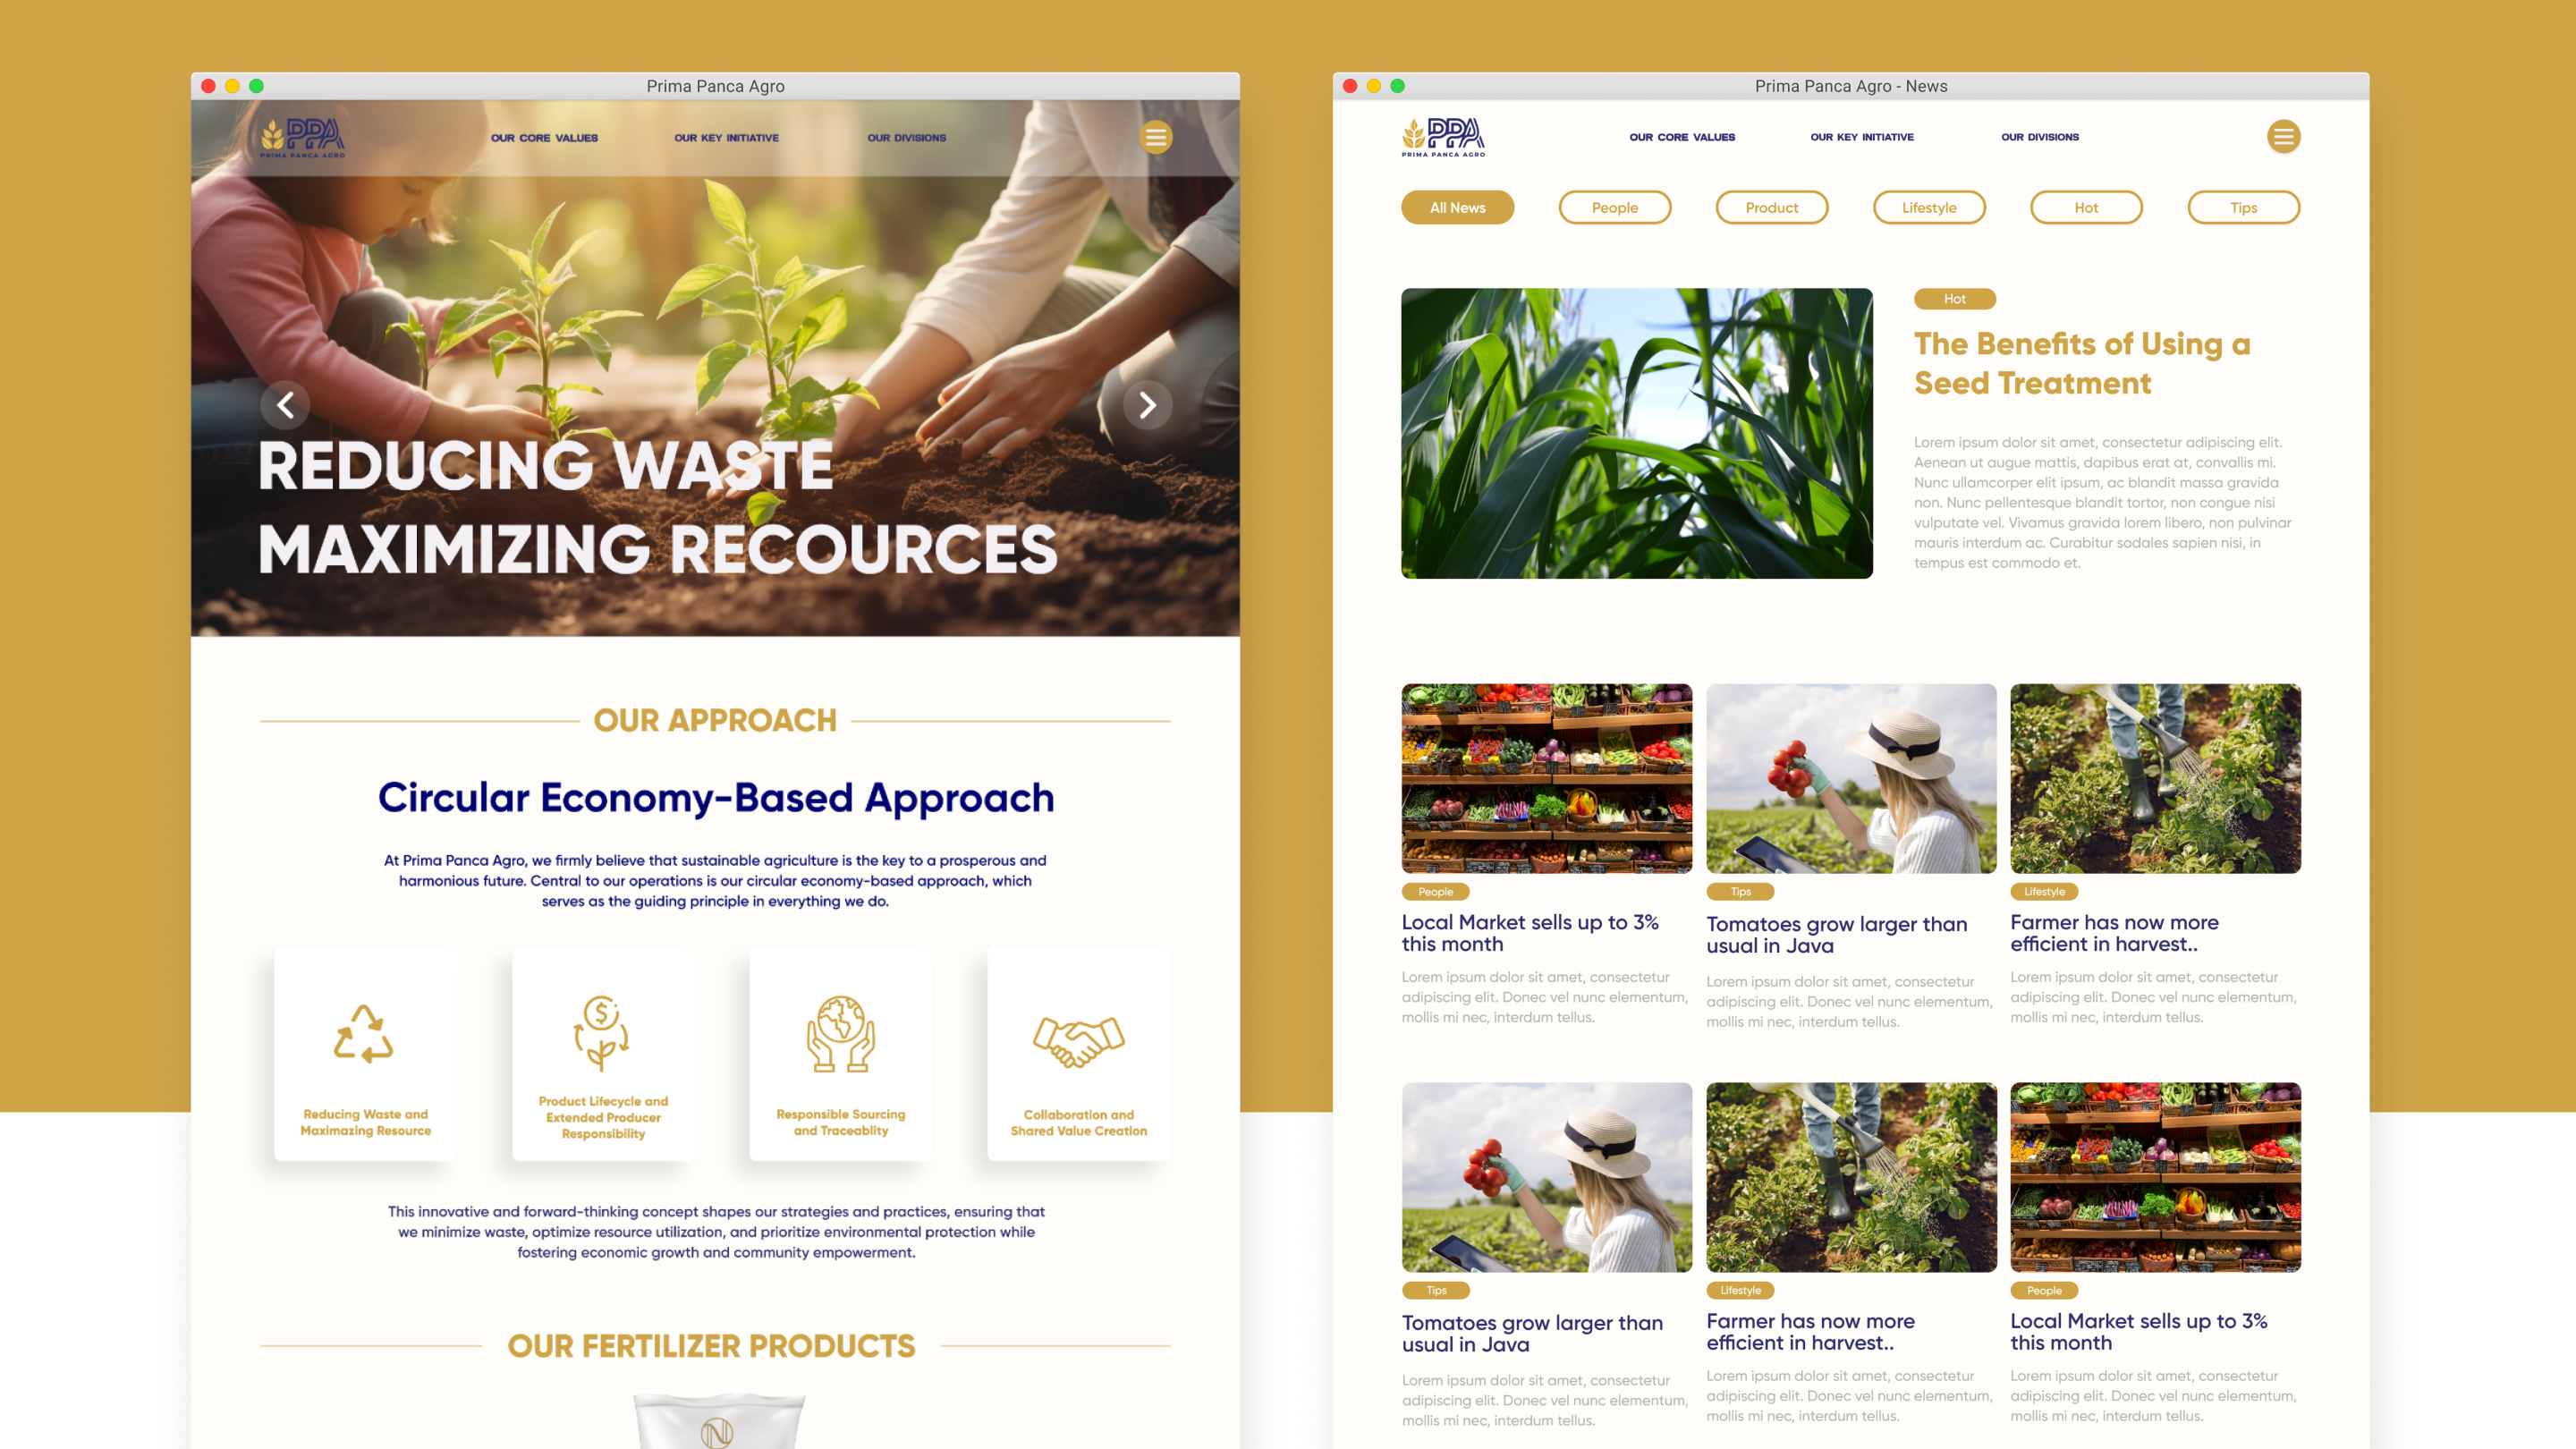 Prima Panca Agro
PPA
PRIMA PANCA AGRO
OUR CORE VALUES
OUR KEY INITIATIVE
OUR DIVISIONS
REDUCING WASTE
MAXIMIZING RECOURCES
OUR APPROACH
Circular Economy-Based Approach
At Prima Panca Agro, we firmly believe that sustainable agriculture is the key to a prosperous and
harmonious future. Central to our operations is our circular economy-based approach, which
serves as the guiding principle in everything we do.
Reducing Waste and
Maximazing Resource
$
Product Lifecycle and
Extended Producer
Responsibility
Responsible Sourcing
and Traceablity
Collaboration and
Shared Value Creation
This innovative and forward-thinking concept shapes our strategies and practices, ensuring that
we minimize waste, optimize resource utilization, and prioritize environmental protection while
fostering economic growth and community empowerment.
OUR FERTILIZER PRODUCTS
N
Prima Panca Agro - News
PPA
PRIMA PANCA AGRO
OUR CORE VALUES
OUR KEY INITIATIVE
OUR DIVISIONS
All News
People
Product
Lifestyle
Hot
Tips
Hot
The Benefits of Using a
Seed Treatment
Lorem ipsum dolor sit amet, consectetur adipiscing elit.
Aenean ut augue mattis, dapibus erat at, convallis mi.
Nunc ullamcorper elit ipsum, ac blandit massa gravida
non. Nunc pellentesque blandit tortor, non congue nisi
vulputate vel. Vivamus gravida lorem libero, non pulvinar
mauris interdum ac. Curabitur sodales sapien nisi, in
tempus est commodo et.
People
Local Market sells up to 3%
this month
Lorem ipsum dolor sit amet, consectetur
adipiscing elit. Donec vel nunc elementum,
mollis mi nec, interdum tellus.
Tips
Tomatoes grow larger than
usual in Java
Lorem ipsum dolor sit amet, consectetur
adipiscing elit. Donec vel nunc elementum,
mollis mi nec, interdum tellus.
Lifestyle
Farmer has now more
efficient in harvest..
Lorem ipsum dolor sit amet, consectetur
adipiscing elit. Donec vel nunc elementum,
mollis mi nec, interdum tellus.
Tips
Tomatoes grow larger than
usual in Java
Lorem ipsum dolor sit amet, consectetur
adipiscing elit. Donec vel nunc elementum,
mollis mi nec, interdum tellus.
Lifestyle
Farmer has now more
efficient in harvest..
Lorem ipsum dolor sit amet, consectetur
adipiscing elit. Donec vel nunc elementum,
mollis mi nec, interdum tellus.
People
Local Market sells up to 3%
this month
Lorem ipsum dolor sit amet, consectetur
adipiscing elit. Donec vel nunc elementum,
mollis mi nec, interdum tellus.